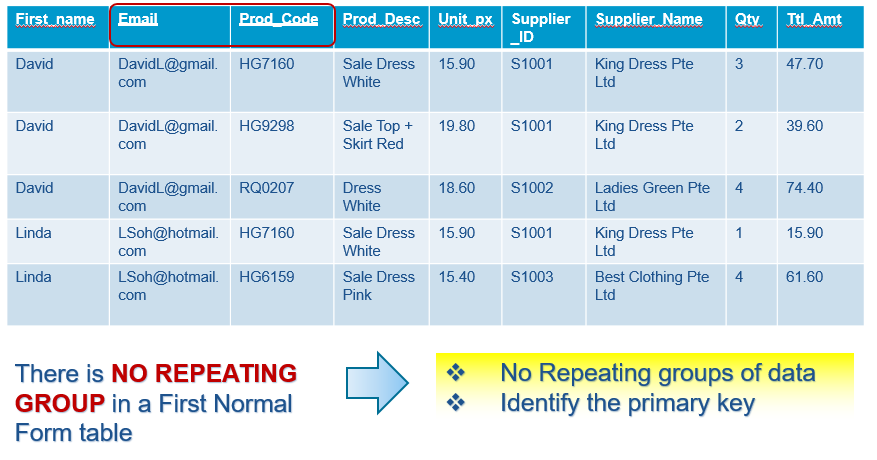 First_name Email Prod_Code Prod_Desc Unit_px Supplier Supplier_Name Qty Ttl_Amt
_ID
David DavidL@gmail. HG7160 Sale Dress 15.90 S1001 King Dress Pte 3 47.70
com White Ltd
David DavidL@gmail. HG9298 Sale Top + 19.80 S1001 King Dress Pte 2 39.60
com Skirt Red Ltd
David DavidL@gmail. RQ0207 Dress 18.60 S1002 Ladies Green Pte 4 74.40
com White Ltd
Linda LSoh@hotmail. HG7160 Sale Dress 15.90 S1001 King Dress Pte 1 15.90
com White Ltd
Linda LSoh@hotmail. HG6159 Sale Dress 15.40 S1003 Best Clothing Pte 4 61.60
com Pink Ltd
There is NO REPEATING
GROUP in a First Normal
Form table
❖ No Repeating groups of data
❖ Identify the primary key